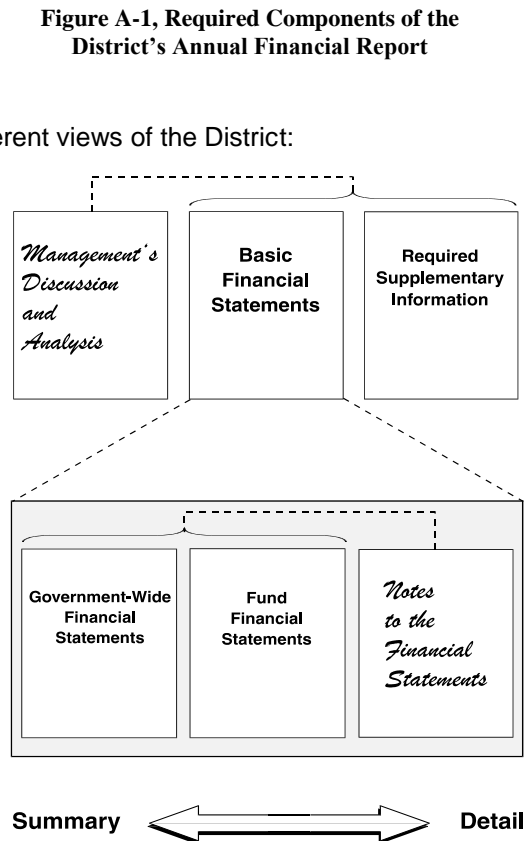 Figure A-1, Required Components of the
District's Annual Financial Report
erent views of the District:
Management's
Discussion
and
Analysis
Basic
Financial
Statements
Required
Supplementary
Information
Government-Wide
Financial
Statements
Fund
Financial
Statements
Notes
to the
Financial
Statements
Summary
Detail